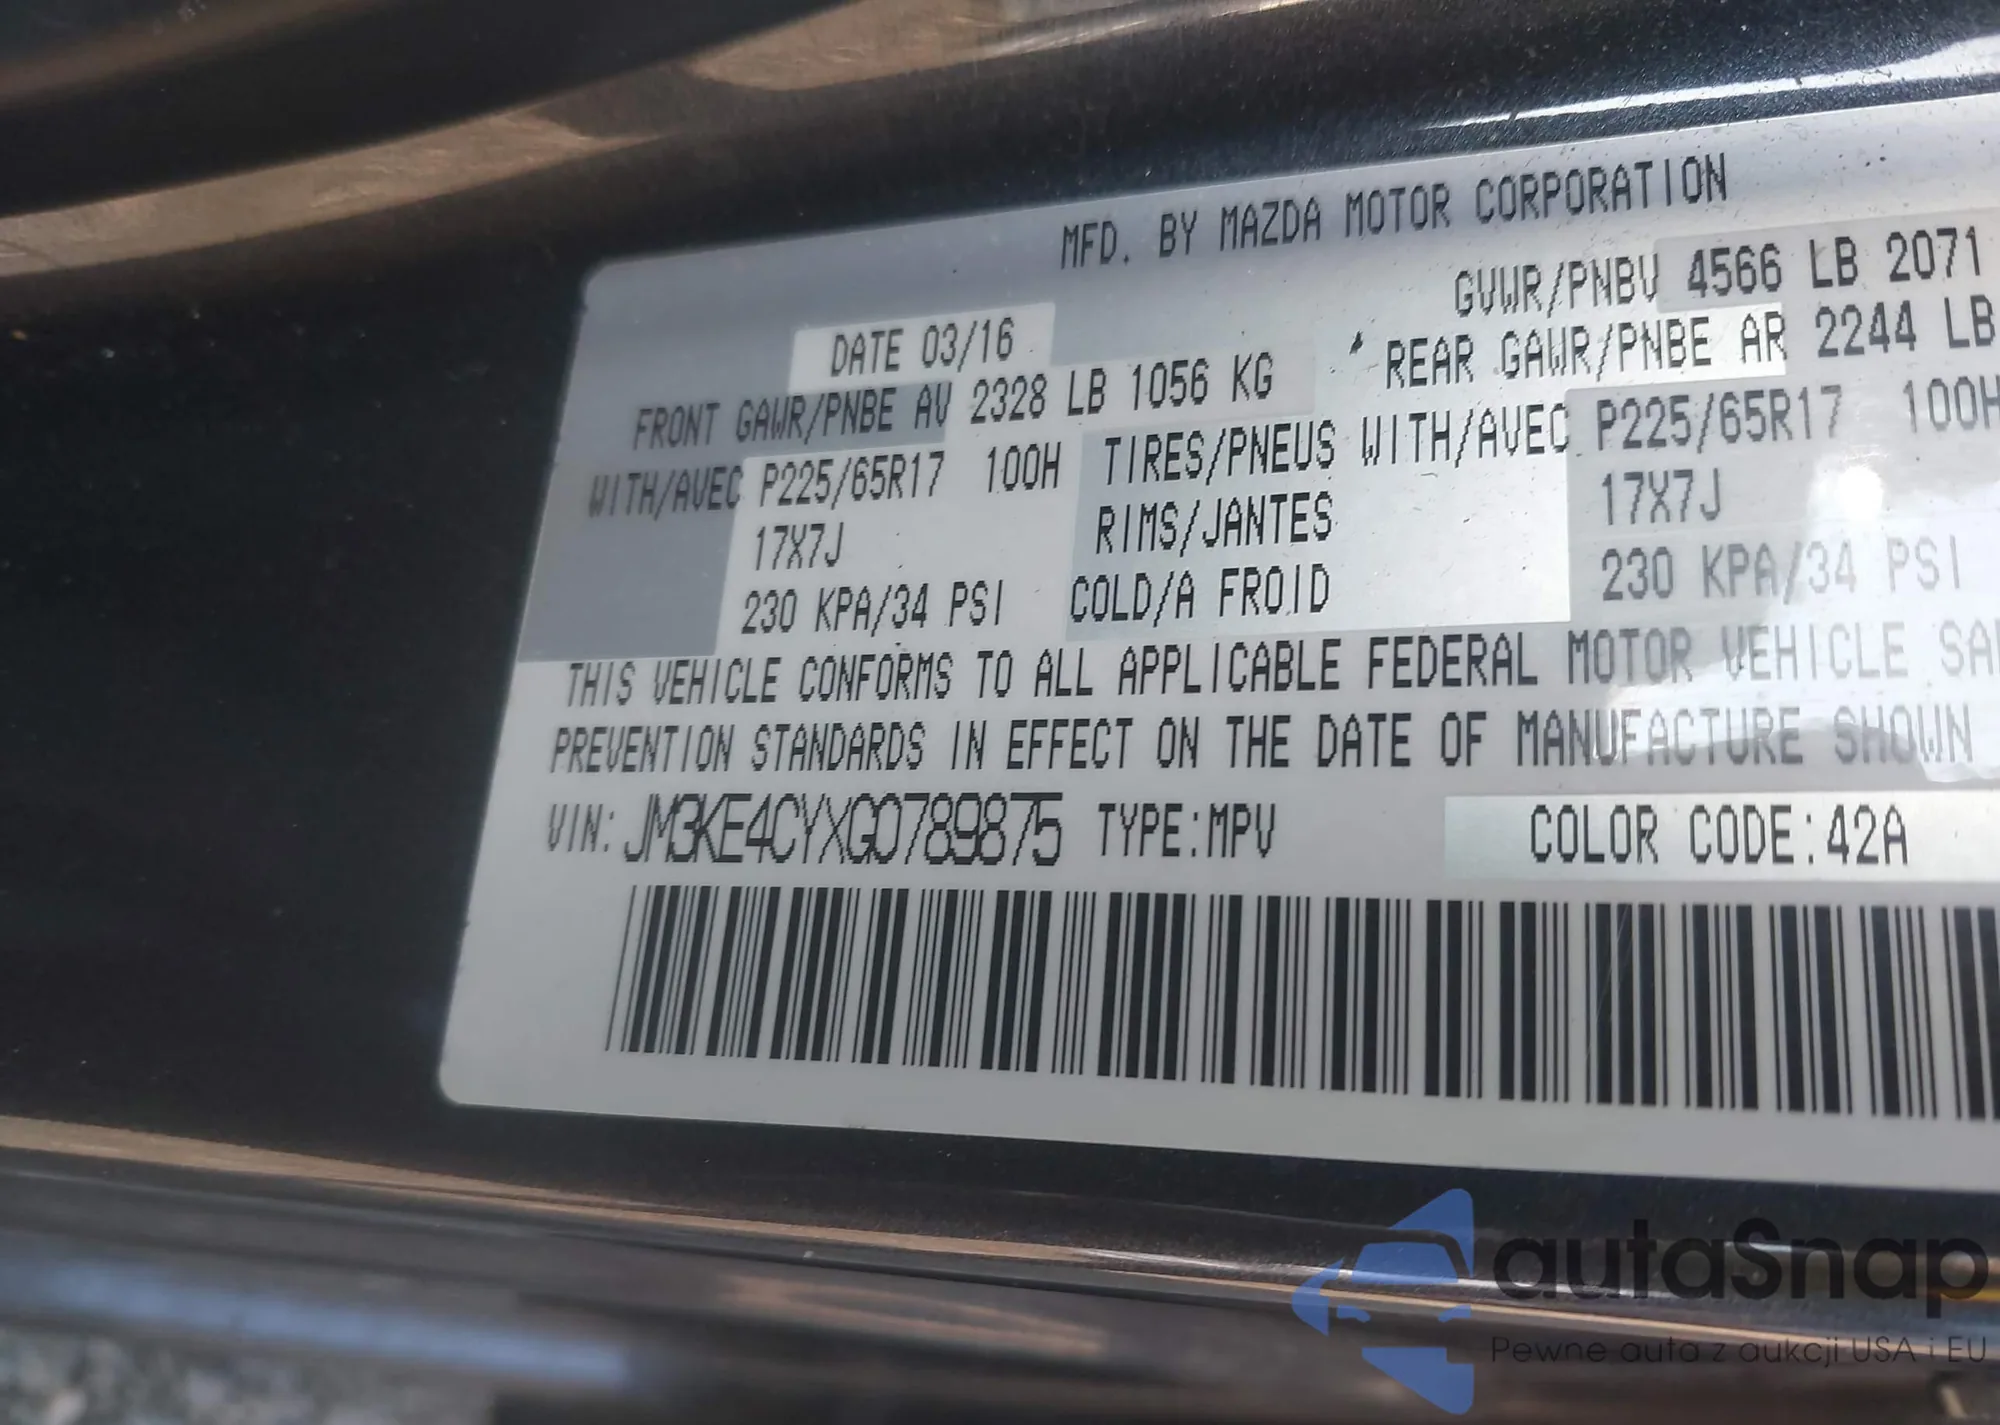 MFD. BY MAZDA MOTOR CORPORATION
DATE 03/16 GVWR/PNBV 4566 LB 2071
FRONT GAWR/PNBE AV 2328 LB 1056 KG REAR GAWR/PNBE AR 2244 LB
WITH/AVEC P225/65R17 100H TIRES/PNEUS WITH/AVEC P225/65R17 100H
17X7J RIMS/JANTES 17X7J
230 KPA/34 PSI COLD/A FROID 230 KPA/34 PSI
THIS VEHICLE CONFORMS TO ALL APPLICABLE FEDERAL MOTOR VEHICLE
PREVENTION STANDARDS IN EFFECT ON THE DATE OF MANUFACTURE SHOWN
VIN: JM3KE4CYXG0789875 TYPE:MPV COLOR CODE:42A
autaSnap
Pewne auta z aukcji USA i EU